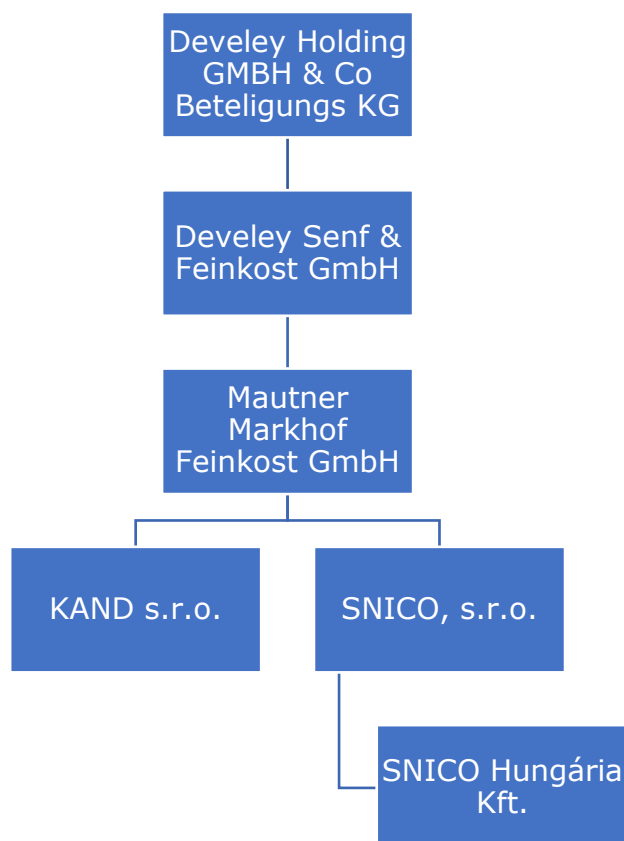 Develey Holding
GMBH & Co
Beteligungs KG
Develey Senf &
Feinkost GmbH
Mautner
Markhof
Feinkost GmbH
KAND s.r.o.
SNICO, s.r.o.
SNICO Hungária
Kft.